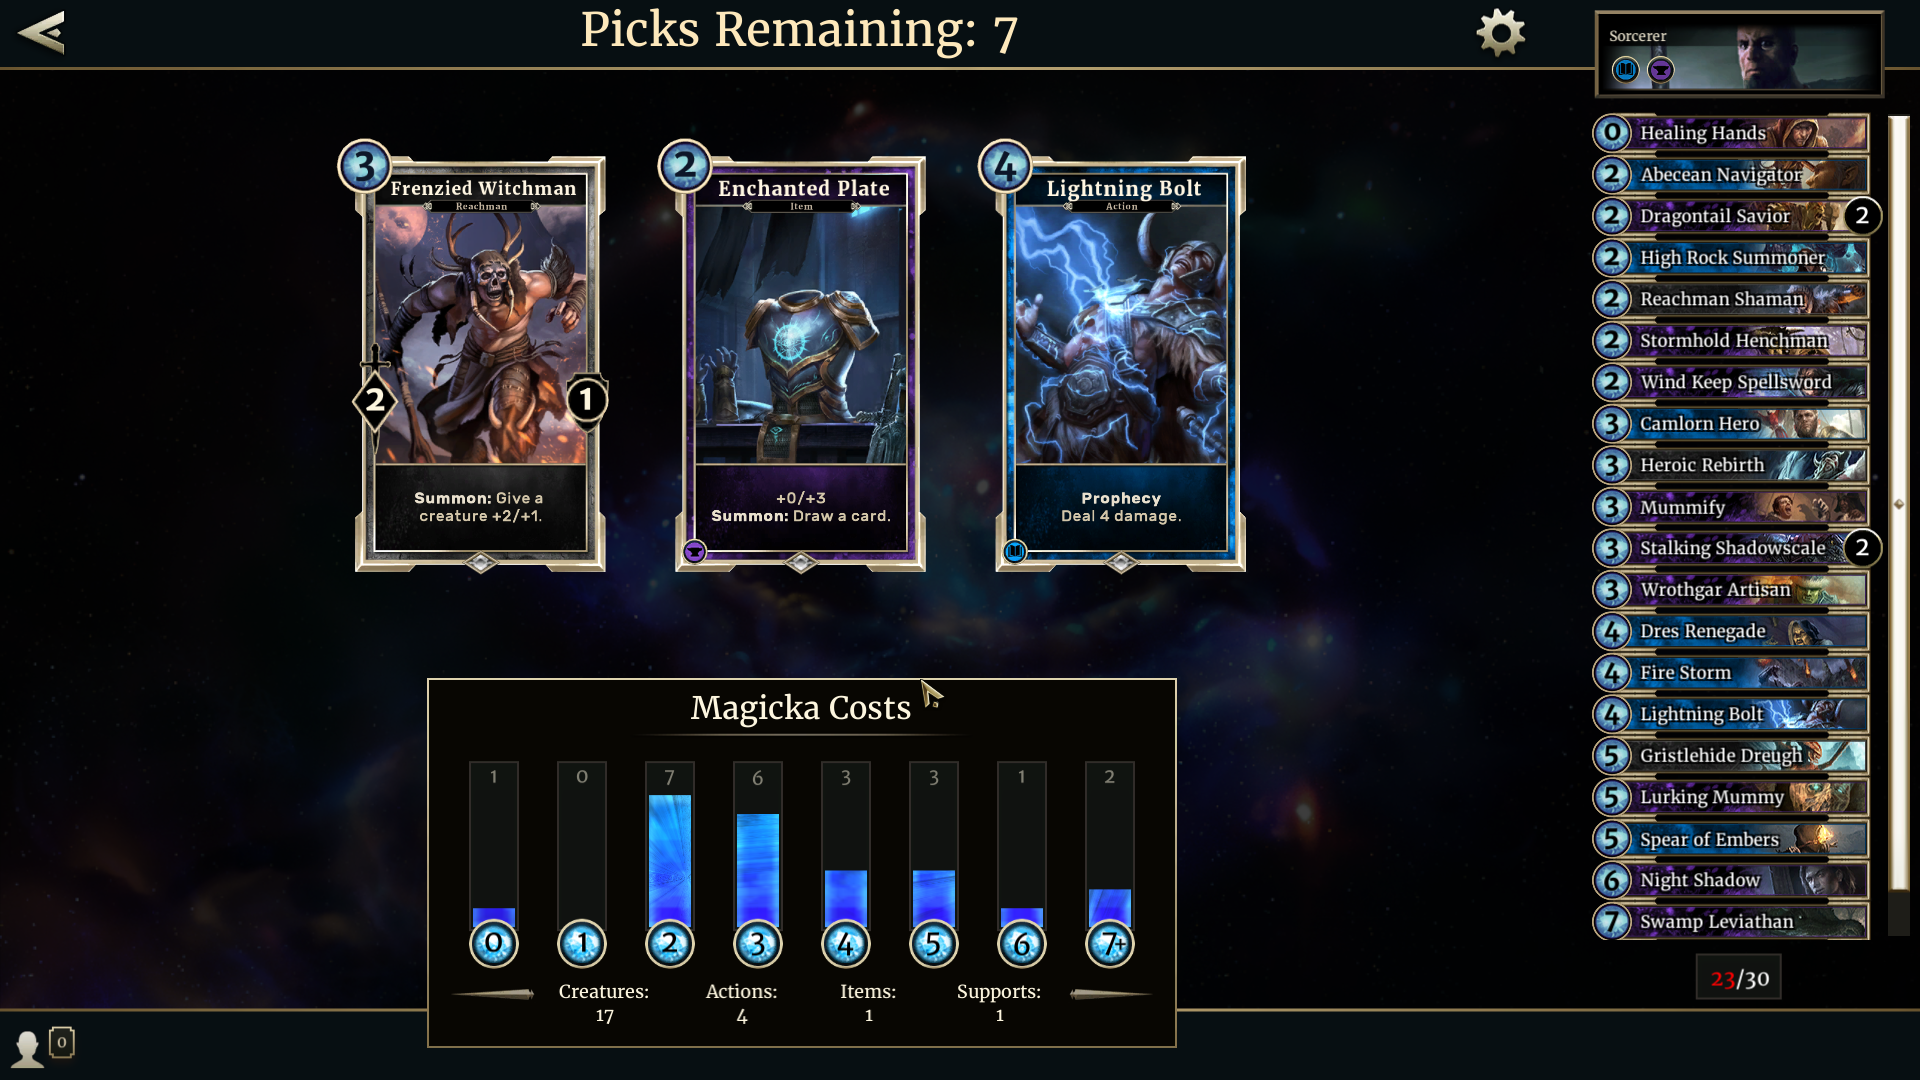 Picks Remaining: 7
Sorcerer
3
Frenzied Witchman
Reachman
2
1
Summon: Give a
creature +2/+1.
2
Enchanted Plate
Item
+0/+3
Summon: Draw a card.
4
Lightning Bolt
Action
Prophecy
Deal 4 damage.
0 Healing Hands
2 Abecean Navigator
2 Dragontail Savior 2
2 High Rock Summoner
2 Reachman Shaman
2 Stormhold Henchman
2 Wind Keep Spellsword
3 Camlorn Hero
3 Heroic Rebirth
3 Mummify
3 Stalking Shadowscale 2
3 Wrothgar Artisan
4 Dres Renegade
4 Fire Storm
4 Lightning Bolt
5 Gristlehide Dreugh
5 Lurking Mummy
5 Spear of Embers
6 Night Shadow
7 Swamp Leviathan
23/30
Magicka Costs
1 0 7 6 3 3 1 2
0 1 2 3 4 5 6 7+
Creatures: Actions: Items: Supports:
17 4 1 1
0